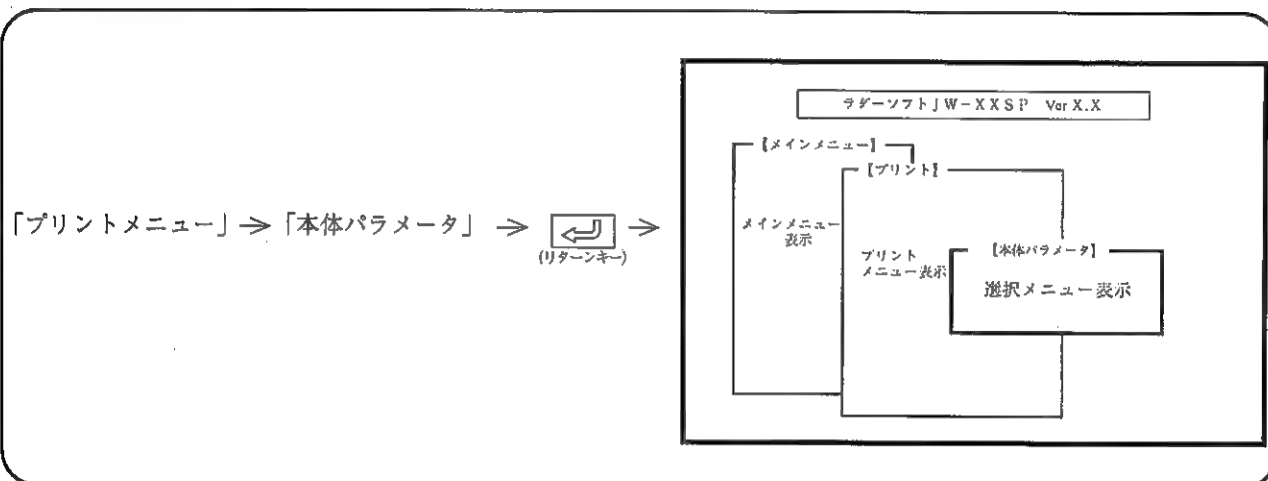 「プリントメニュー」→「本体パラメータ」→
(リターンキー)
→
ラダーソフトJW-XXSP Ver X.X
【メインメニュー】
【プリント】
メインメニュー
表示
プリント
メニュー表示
【本体パラメータ】
選択メニュー表示